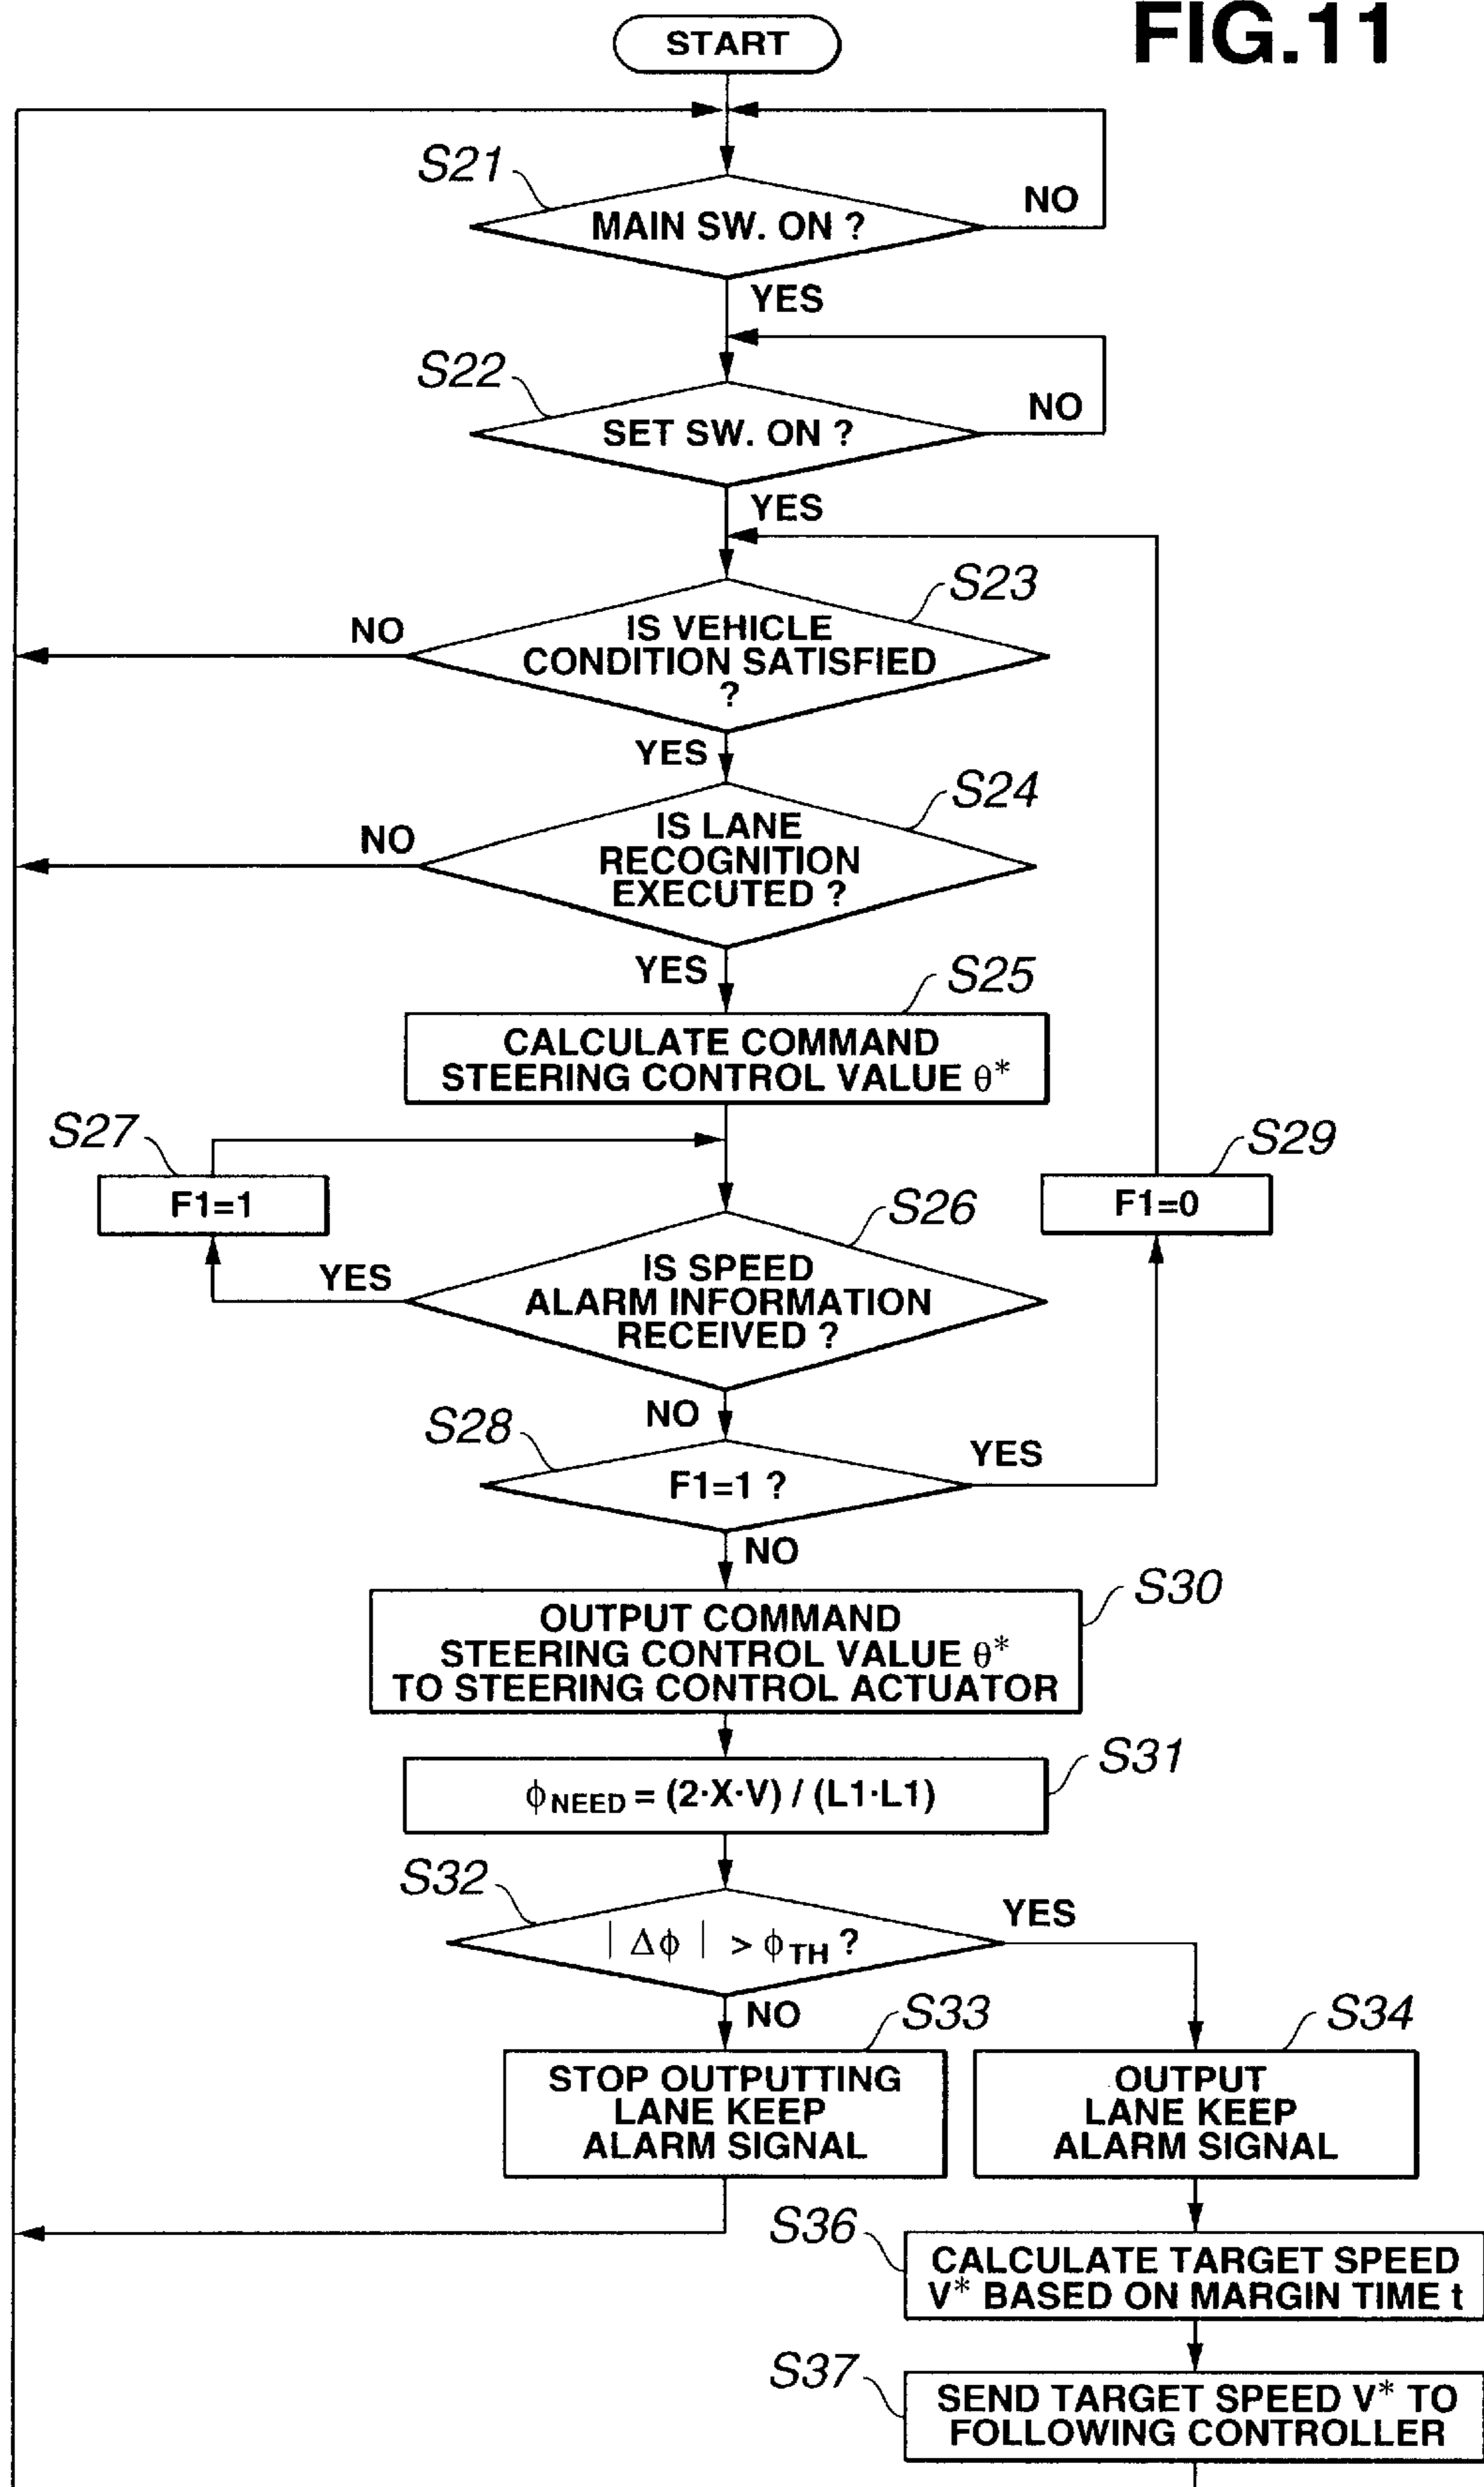 FIG.11
START
S21
MAIN SW. ON ?
NO
YES
S22
SET SW. ON ?
NO
YES
S23
IS VEHICLE
CONDITION SATISFIED
?
NO
YES
S24
IS LANE
RECOGNITION
EXECUTED ?
NO
YES
S25
CALCULATE COMMAND
STEERING CONTROL VALUE θ*
S27
F1=1
S29
F1=0
S26
IS SPEED
ALARM INFORMATION
RECEIVED ?
YES
NO
S28
F1=1 ?
YES
NO
S30
OUTPUT COMMAND
STEERING CONTROL VALUE θ*
TO STEERING CONTROL ACTUATOR
S31
ϕNEED = (2·X·V) / (L1·L1)
S32
| Δϕ | > ϕTH ?
YES
NO
S33
STOP OUTPUTTING
LANE KEEP
ALARM SIGNAL
S34
OUTPUT
LANE KEEP
ALARM SIGNAL
S36
CALCULATE TARGET SPEED
V* BASED ON MARGIN TIME t
S37
SEND TARGET SPEED V* TO
FOLLOWING CONTROLLER